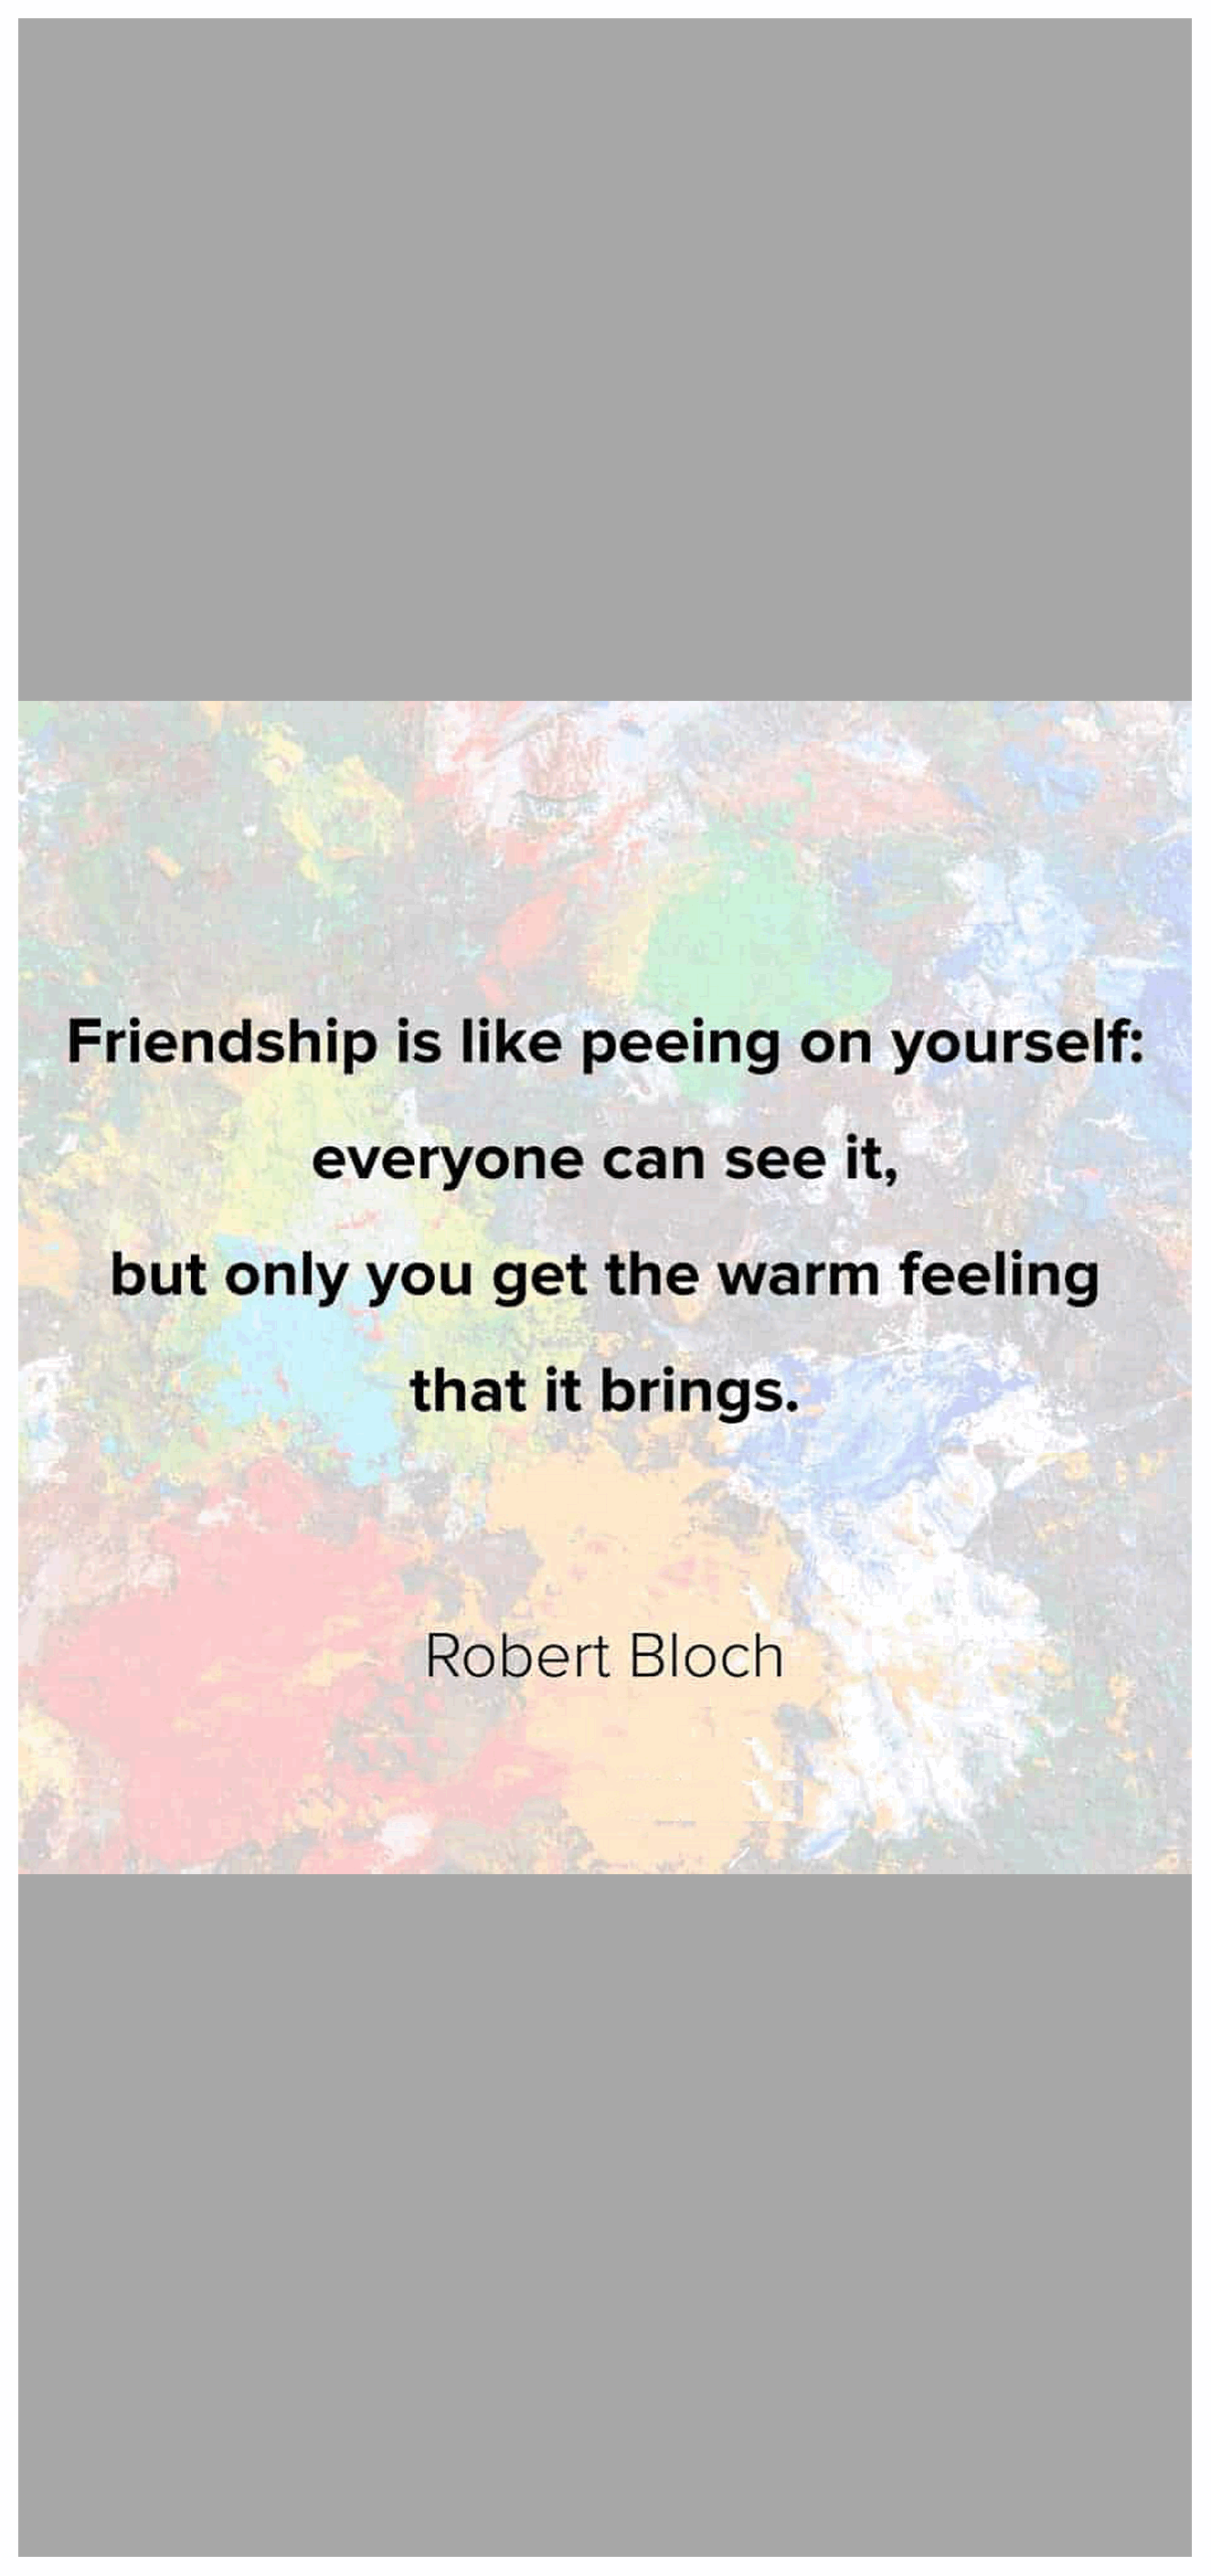 Friendship is like peeing on yourself:
everyone can see it,
but only you get the warm feeling
that it brings.
Robert Bloch